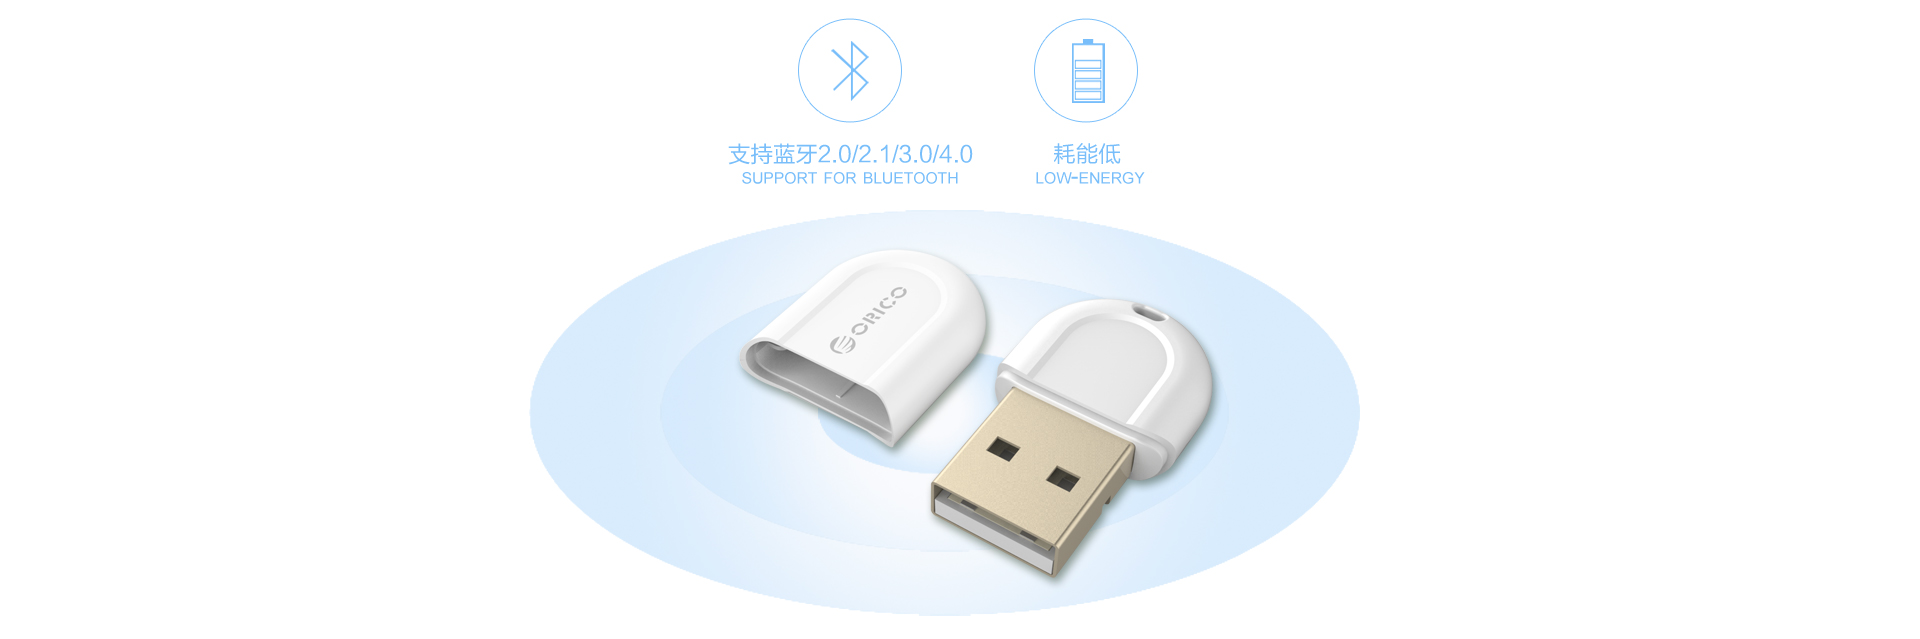 支持蓝牙2.0/2.1/3.0/4.0
SUPPORT FOR BLUETOOTH
耗能低
LOW-ENERGY
ORICO